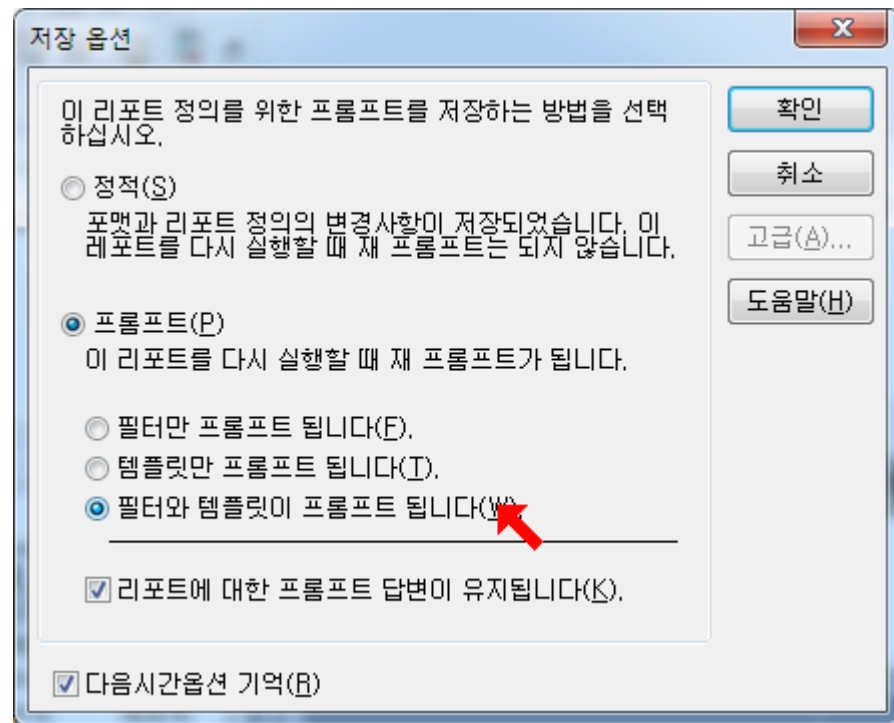 저장 옵션
이 리포트 정의를 위한 프롬프트를 저장하는 방법을 선택
하십시오.
확인
정적(S)
취소
포맷과 리포트 정의의 변경사항이 저장되었습니다. 이
레포트를 다시 실행할 때 재 프롬프트는 되지 않습니다.
고급(A)...
도움말(H)
프롬프트(P)
이 리포트를 다시 실행할 때 재 프롬프트가 됩니다.
필터만 프롬프트 됩니다(F).
템플릿만 프롬프트 됩니다(T).
필터와 템플릿이 프롬프트 됩니다(W).
리포트에 대한 프롬프트 답변이 유지됩니다(K).
다음시간옵션 기억(R)